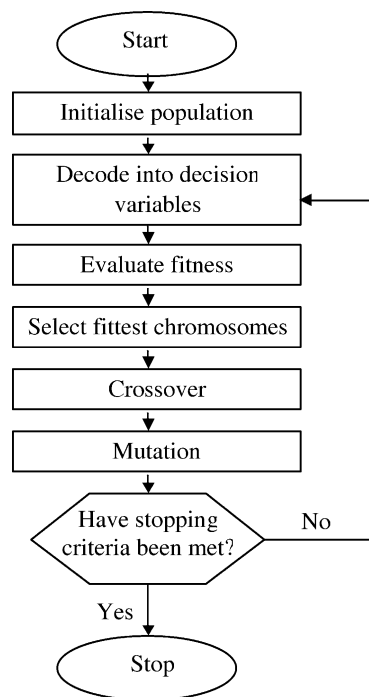 Start
Initialise population
Decode into decision
variables
Evaluate fitness
Select fittest chromosomes
Crossover
Mutation
Have stopping
criteria been met?
No
Yes
Stop